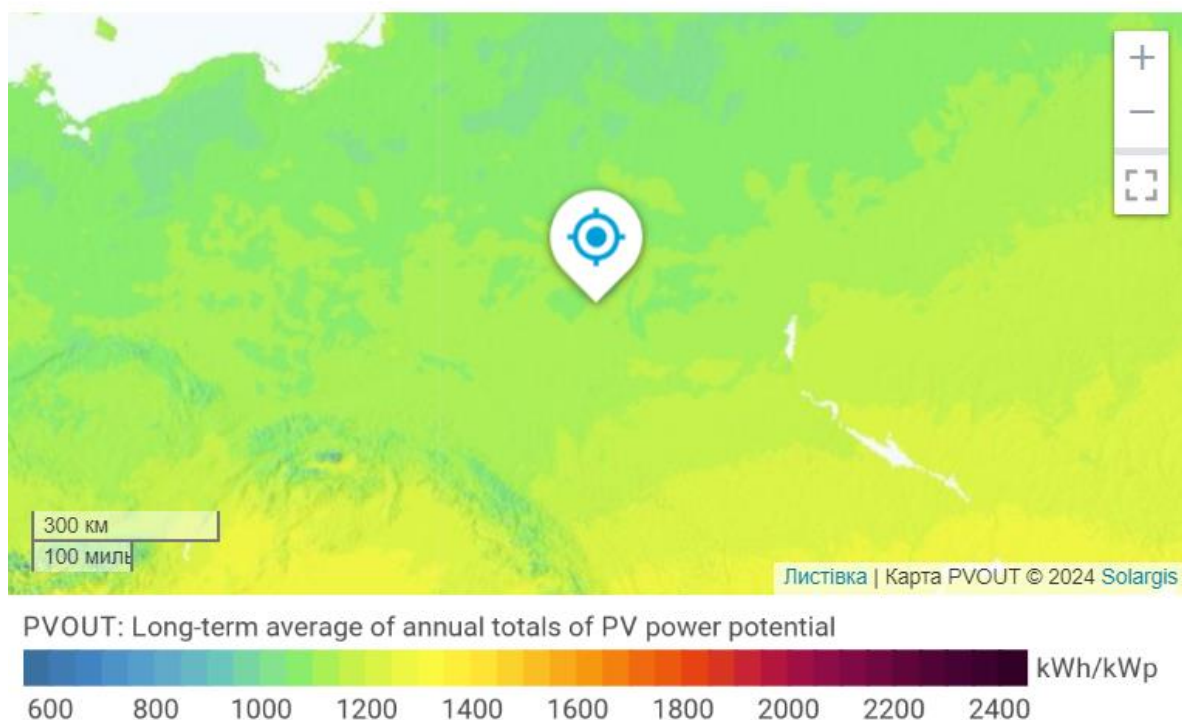 +
−
300 км
100 миль
Листівка | Карта PVOUT © 2024 Solargis
PVOUT: Long-term average of annual totals of PV power potential
kWh/kWp
600 800 1000 1200 1400 1600 1800 2000 2200 2400